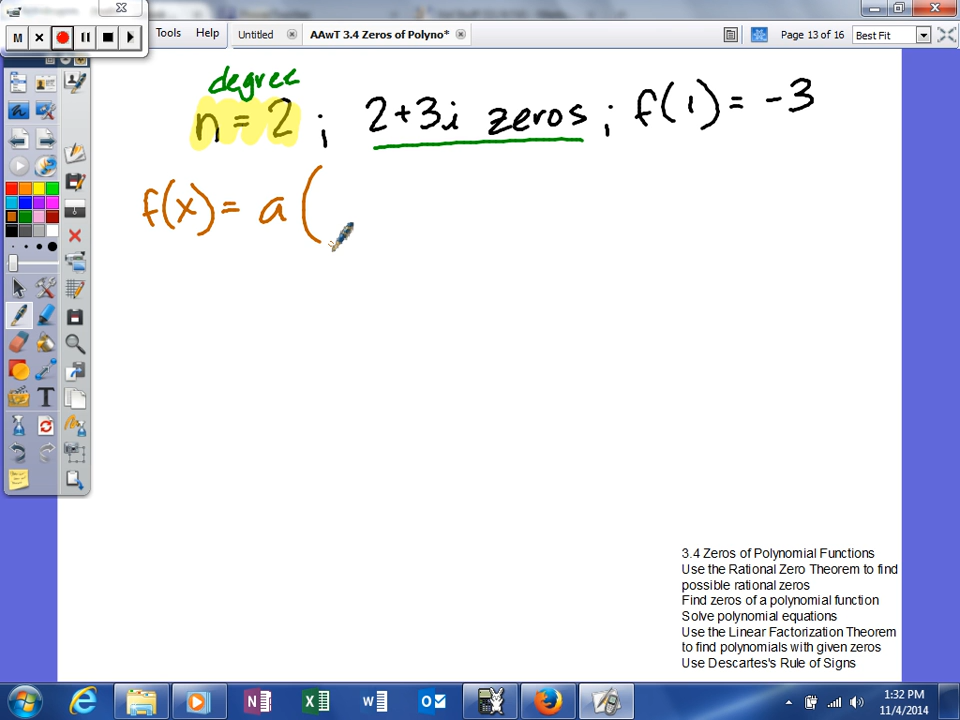 M
Tools Help Untitled AAwT 3.4 Zeros of Polyno* Page 13 of 16 Best Fit
degree
n = 2 ; 2+3i zeros ; f(1) = -3
f(x) = a (
T
3.4 Zeros of Polynomial Functions
Use the Rational Zero Theorem to find
possible rational zeros
Find zeros of a polynomial function
Solve polynomial equations
Use the Linear Factorization Theorem
to find polynomials with given zeros
Use Descartes's Rule of Signs
1:32 PM
11/4/2014